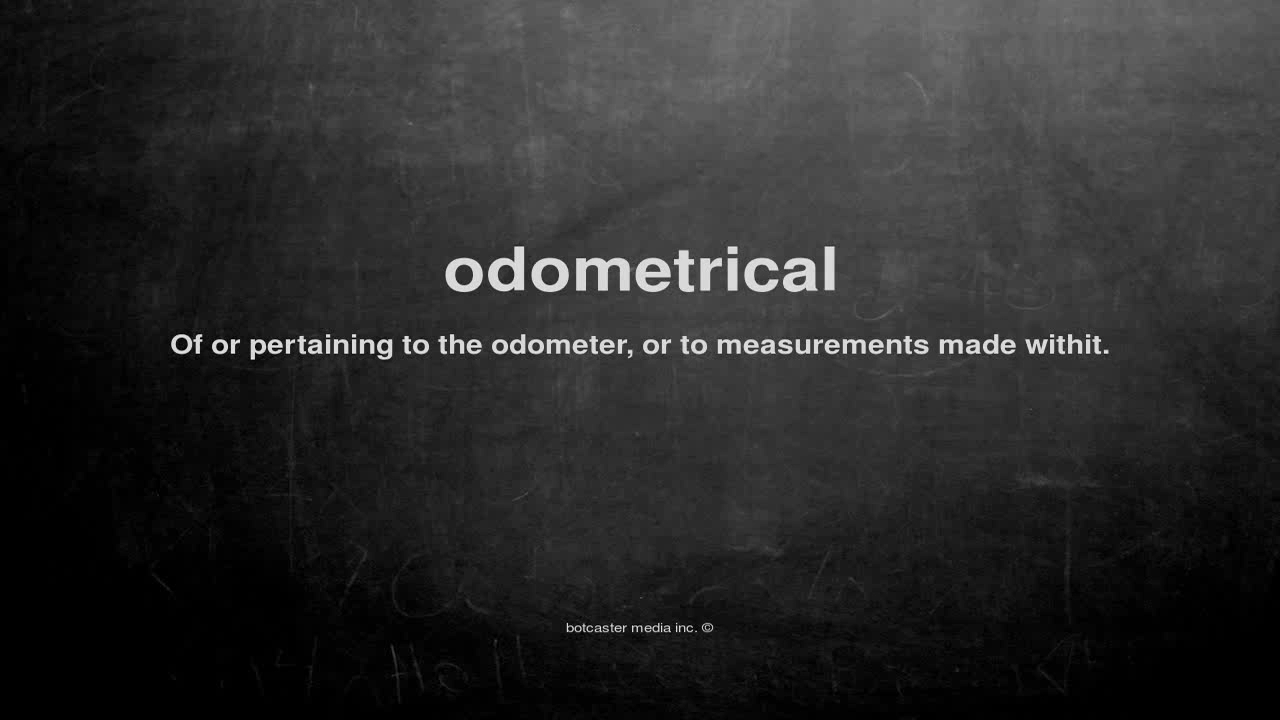 odometrical
Of or pertaining to the odometer, or to measurements made withit.
botcaster media inc. ©